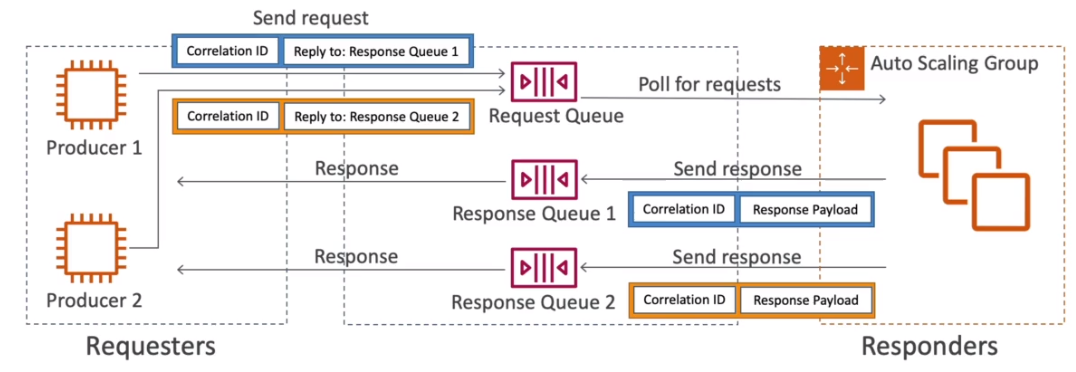 Send request
Correlation ID Reply to: Response Queue 1
Auto Scaling Group
Poll for requests
Correlation ID Reply to: Response Queue 2
Request Queue
Producer 1
Response
Send response
Response Queue 1
Correlation ID Response Payload
Response
Send response
Producer 2
Response Queue 2
Correlation ID Response Payload
Requesters
Responders